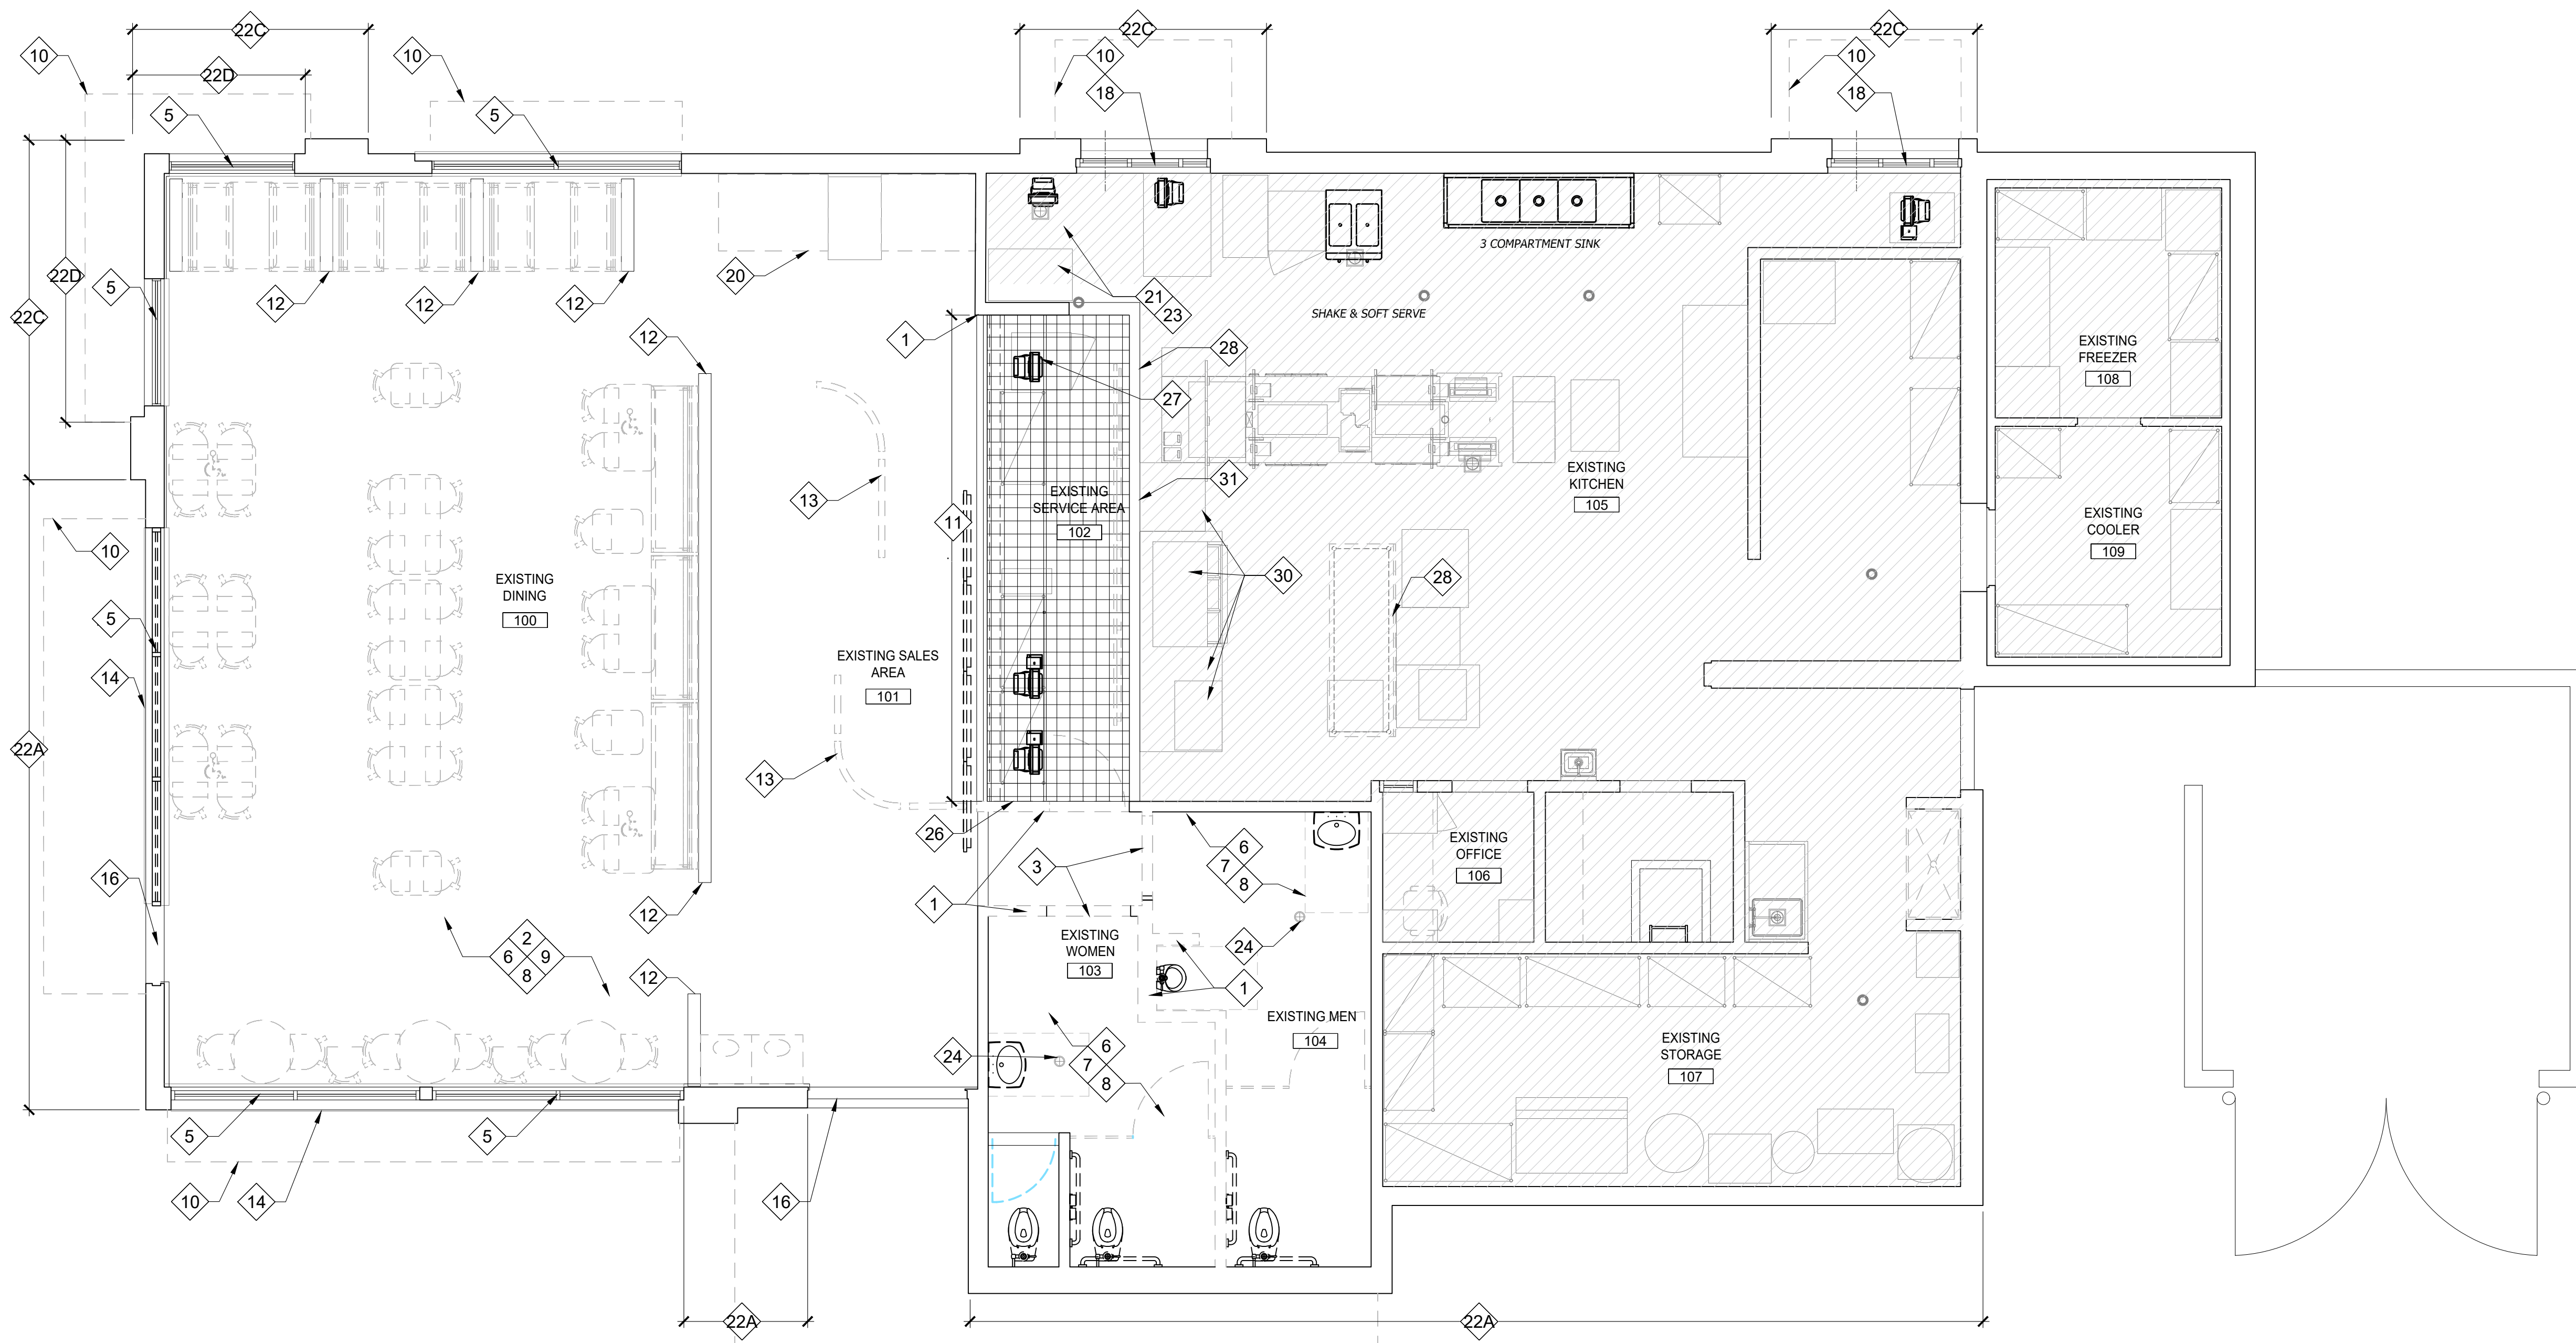 22C
22C
22C
10
10
10
10
22D
18
18
5
5
3 COMPARTMENT SINK
22D
20
5
12
12
12
21
23
22C
SHAKE & SOFT SERVE
12
1
28
EXISTING
FREEZER
108
27
13
31
EXISTING
KITCHEN
105
EXISTING
SERVICE AREA
102
11
EXISTING
COOLER
109
10
EXISTING
DINING
100
30
28
5
EXISTING SALES
AREA
101
14
22A
13
26
6
7
8
EXISTING
OFFICE
106
3
16
1
12
2
6
9
8
EXISTING
WOMEN
103
24
12
1
EXISTING MEN
104
24
6
7
8
EXISTING
STORAGE
107
5
5
10
14
16
22A
22A